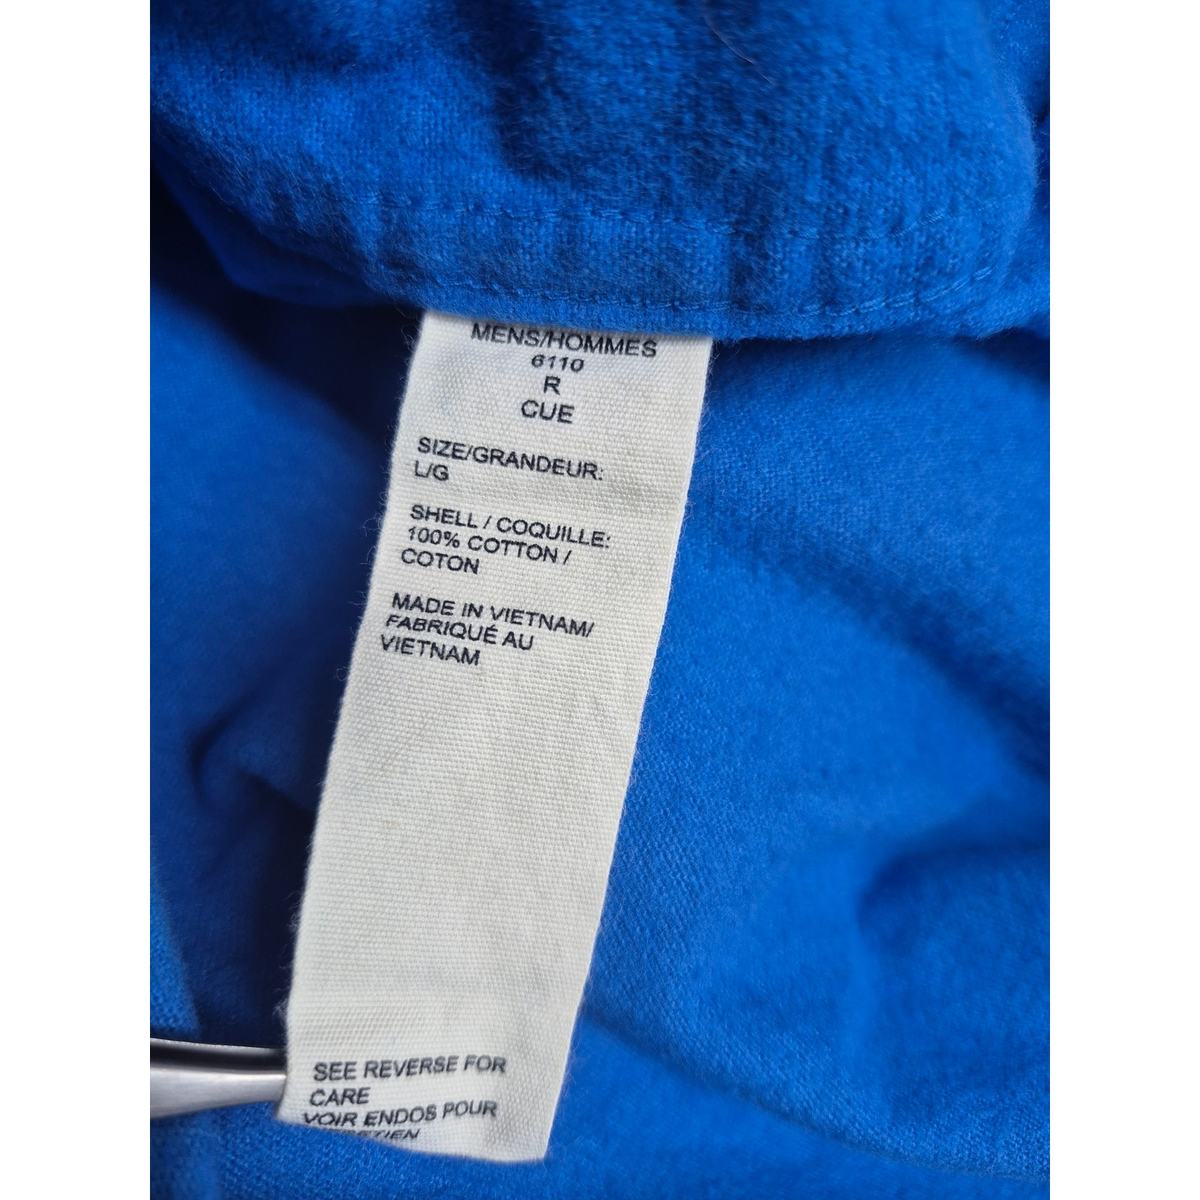 MENS/HOMMES
6110
R
CUE
SIZE/GRANDEUR:
L/G
SHELL / COQUILLE:
100% COTTON /
COTON
MADE IN VIETNAM/
FABRIQUÉ AU
VIETNAM
SEE REVERSE FOR
CARE
VOIR ENDOS POUR